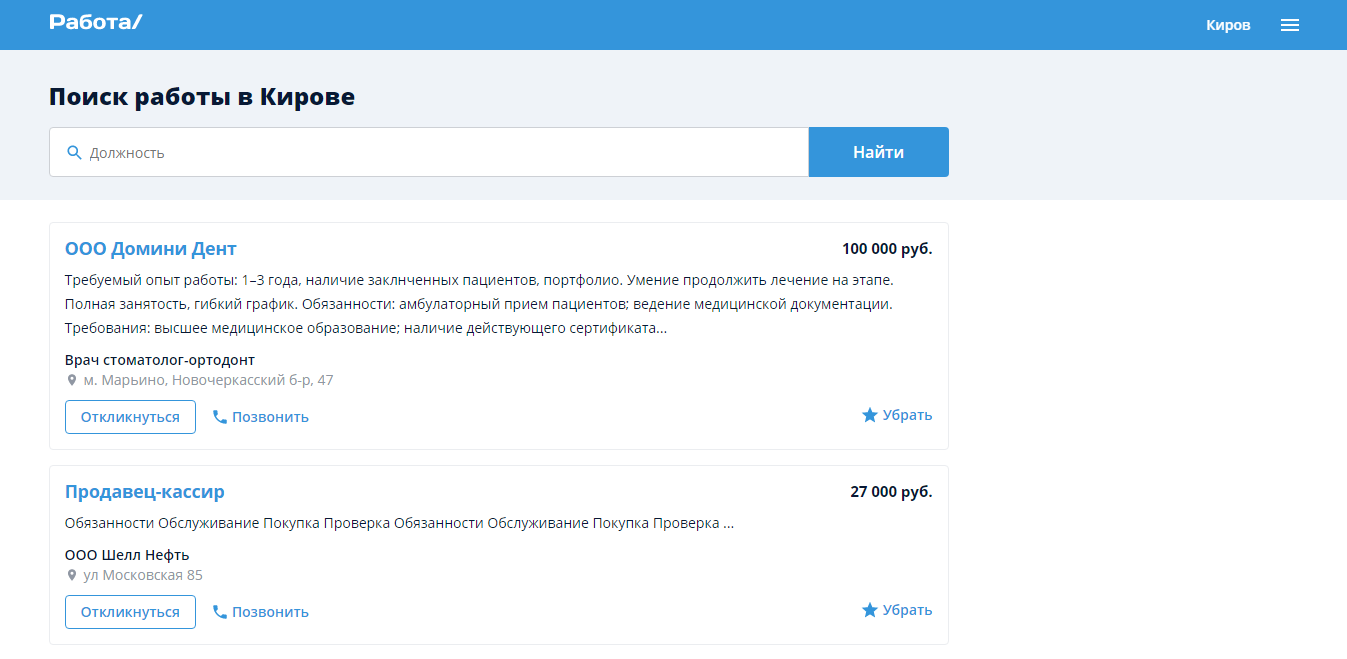 Работа/
Киров
Поиск работы в Кирове
Должность
Найти
ООО Домини Дент
100 000 руб.
Требуемый опыт работы: 1–3 года, наличие заклнченных пациентов, портфолио. Умение продолжить лечение на этапе.
Полная занятость, гибкий график. Обязанности: амбулаторный прием пациентов; ведение медицинской документации.
Требования: высшее медицинское образование; наличие действующего сертификата...
Врач стоматолог-ортодонт
м. Марьино, Новочеркасский б-р, 47
Откликнуться
Позвонить
Убрать
Продавец-кассир
27 000 руб.
Обязанности Обслуживание Покупка Проверка Обязанности Обслуживание Покупка Проверка ...
ООО Шелл Нефть
ул Московская 85
Откликнуться
Позвонить
Убрать